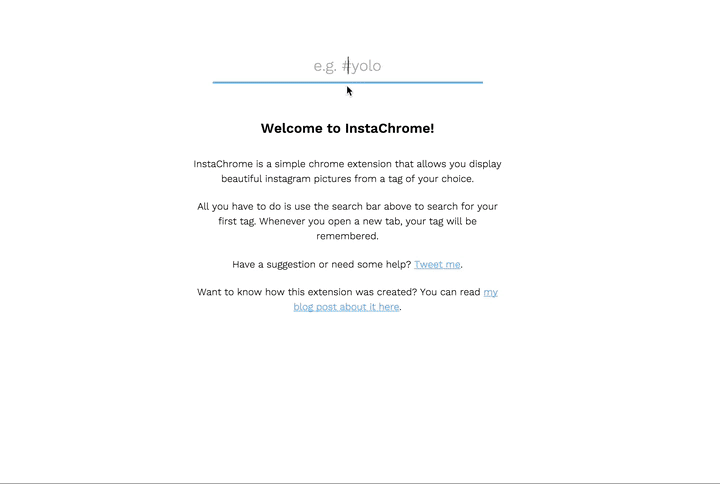 e.g. #yolo
Welcome to InstaChrome!
InstaChrome is a simple chrome extension that allows you display
beautiful instagram pictures from a tag of your choice.
All you have to do is use the search bar above to search for your
first tag. Whenever you open a new tab, your tag will be
remembered.
Have a suggestion or need some help? Tweet me.
Want to know how this extension was created? You can read my
blog post about it here.